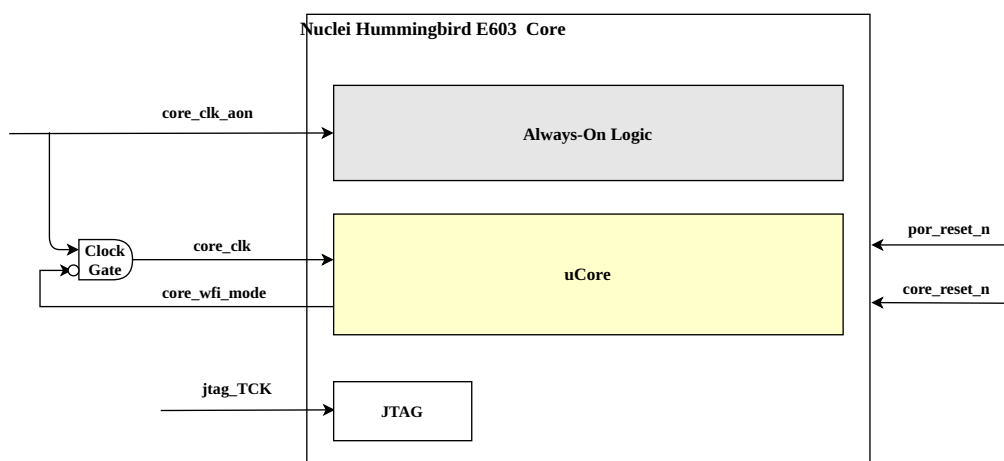 Nuclei Hummingbird E603  Core
core_clk_aon
Always-On Logic
por_reset_n
core_clk
Clock
Gate
uCore
core_wfi_mode
core_reset_n
jtag_TCK
JTAG